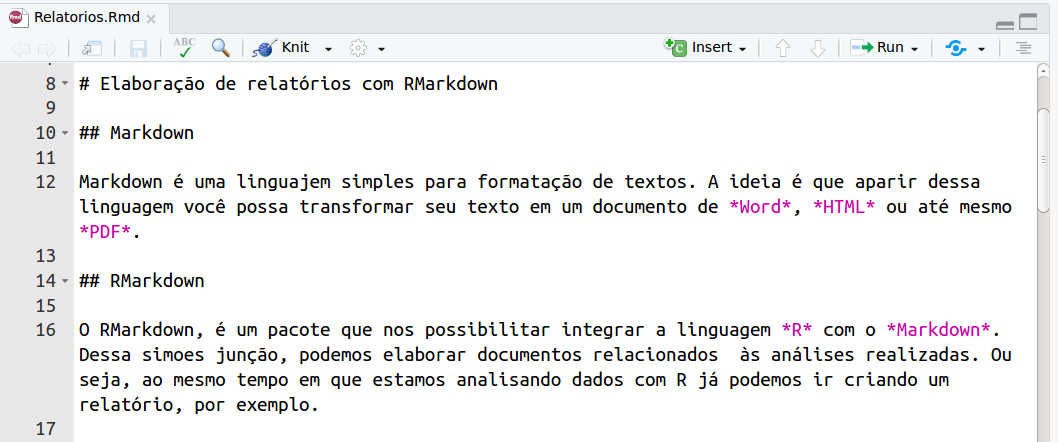 Relatorios.Rmd
ABC Knit Insert Run
8 # Elaboração de relatórios com RMarkdown
9
10 ## Markdown
11
12 Markdown é uma linguajem simples para formatação de textos. A ideia é que aparir dessa
linguagem você possa transformar seu texto em um documento de *Word*, *HTML* ou até mesmo
*PDF*.
13
14 ## RMarkdown
15
16 O RMarkdown, é um pacote que nos possibilitar integrar a linguagem *R* com o *Markdown*.
Dessa simoes junção, podemos elaborar documentos relacionados  às análises realizadas. Ou
seja, ao mesmo tempo em que estamos analisando dados com R já podemos ir criando um
relatório, por exemplo.
17